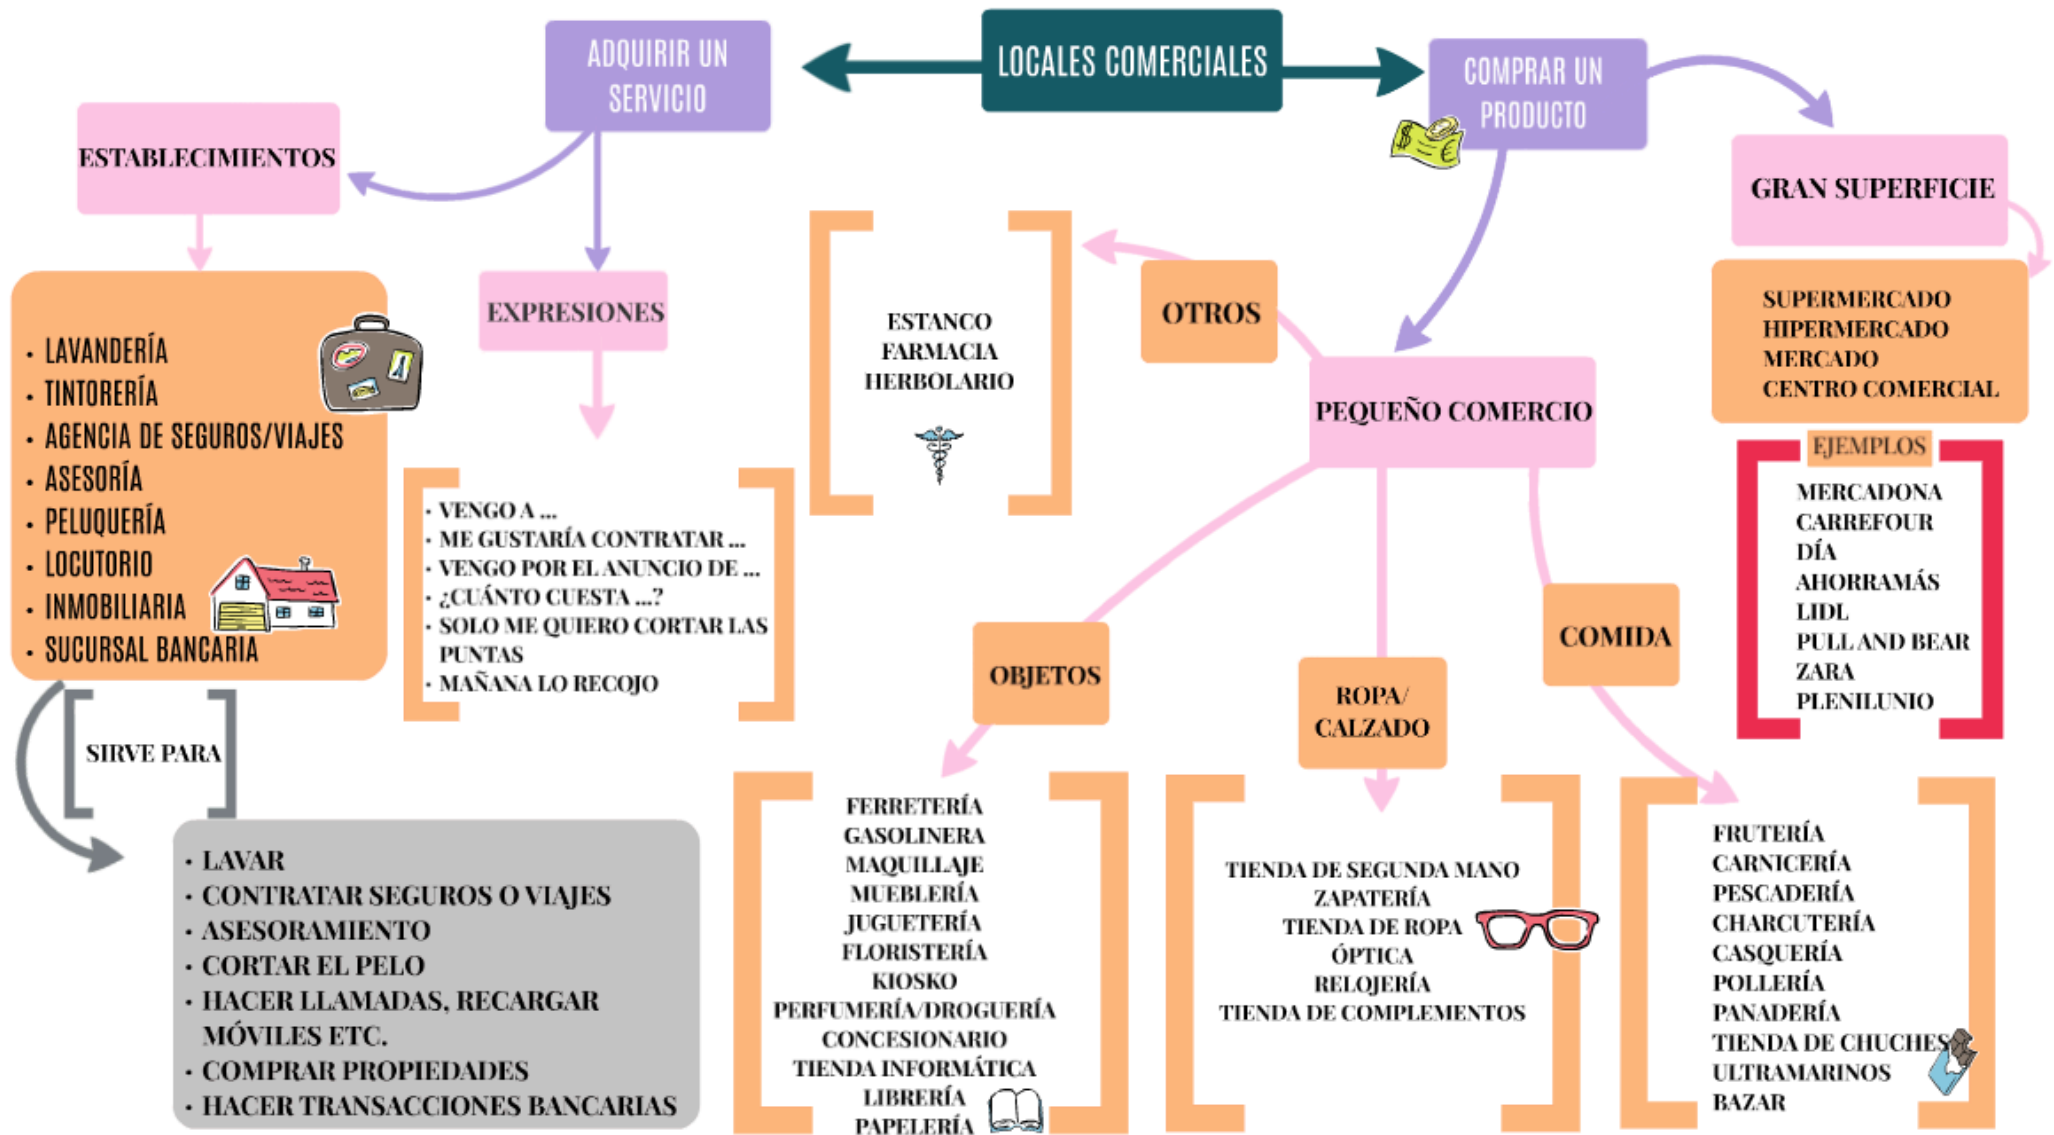 LOCALES COMERCIALES
ADQUIRIR UN
SERVICIO
ESTABLECIMIENTOS
• LAVANDERÍA
• TINTORERÍA
• AGENCIA DE SEGUROS/VIAJES
• ASESORÍA
• PELUQUERÍA
• LOCUTORIO
• INMOBILIARIA
• SUCURSAL BANCARIA
SIRVE PARA
• LAVAR
• CONTRATAR SEGUROS O VIAJES
• ASESORAMIENTO
• CORTAR EL PELO
• HACER LLAMADAS, RECARGAR
MÓVILES ETC.
• COMPRAR PROPIEDADES
• HACER TRANSACCIONES BANCARIAS
EXPRESIONES
• VENGO A ...
• ME GUSTARÍA CONTRATAR ...
• VENGO POR EL ANUNCIO DE ...
• ¿CUÁNTO CUESTA ...?
• SOLO ME QUIERO CORTAR LAS
PUNTAS
• MAÑANA LO RECOJO
COMPRAR UN
PRODUCTO
$ €
PEQUEÑO COMERCIO
OTROS
ESTANCO
FARMACIA
HERBOLARIO
OBJETOS
FERRETERÍA
GASOLINERA
MAQUILLAJE
MUEBLERÍA
JUGUETERÍA
FLORISTERÍA
KIOSKO
PERFUMERÍA/DROGUERÍA
CONCESIONARIO
TIENDA INFORMÁTICA
LIBRERÍA
PAPELERÍA
ROPA/
CALZADO
TIENDA DE SEGUNDA MANO
ZAPATERÍA
TIENDA DE ROPA
ÓPTICA
RELOJERÍA
TIENDA DE COMPLEMENTOS
COMIDA
FRUTERÍA
CARNICERÍA
PESCADERÍA
CHARCUTERÍA
CASQUERÍA
POLLERÍA
PANADERÍA
TIENDA DE CHUCHES
ULTRAMARINOS
BAZAR
GRAN SUPERFICIE
SUPERMERCADO
HIPERMERCADO
MERCADO
CENTRO COMERCIAL
EJEMPLOS
MERCADONA
CARREFOUR
DÍA
AHORRAMÁS
LIDL
PULL AND BEAR
ZARA
PLENILUNIO